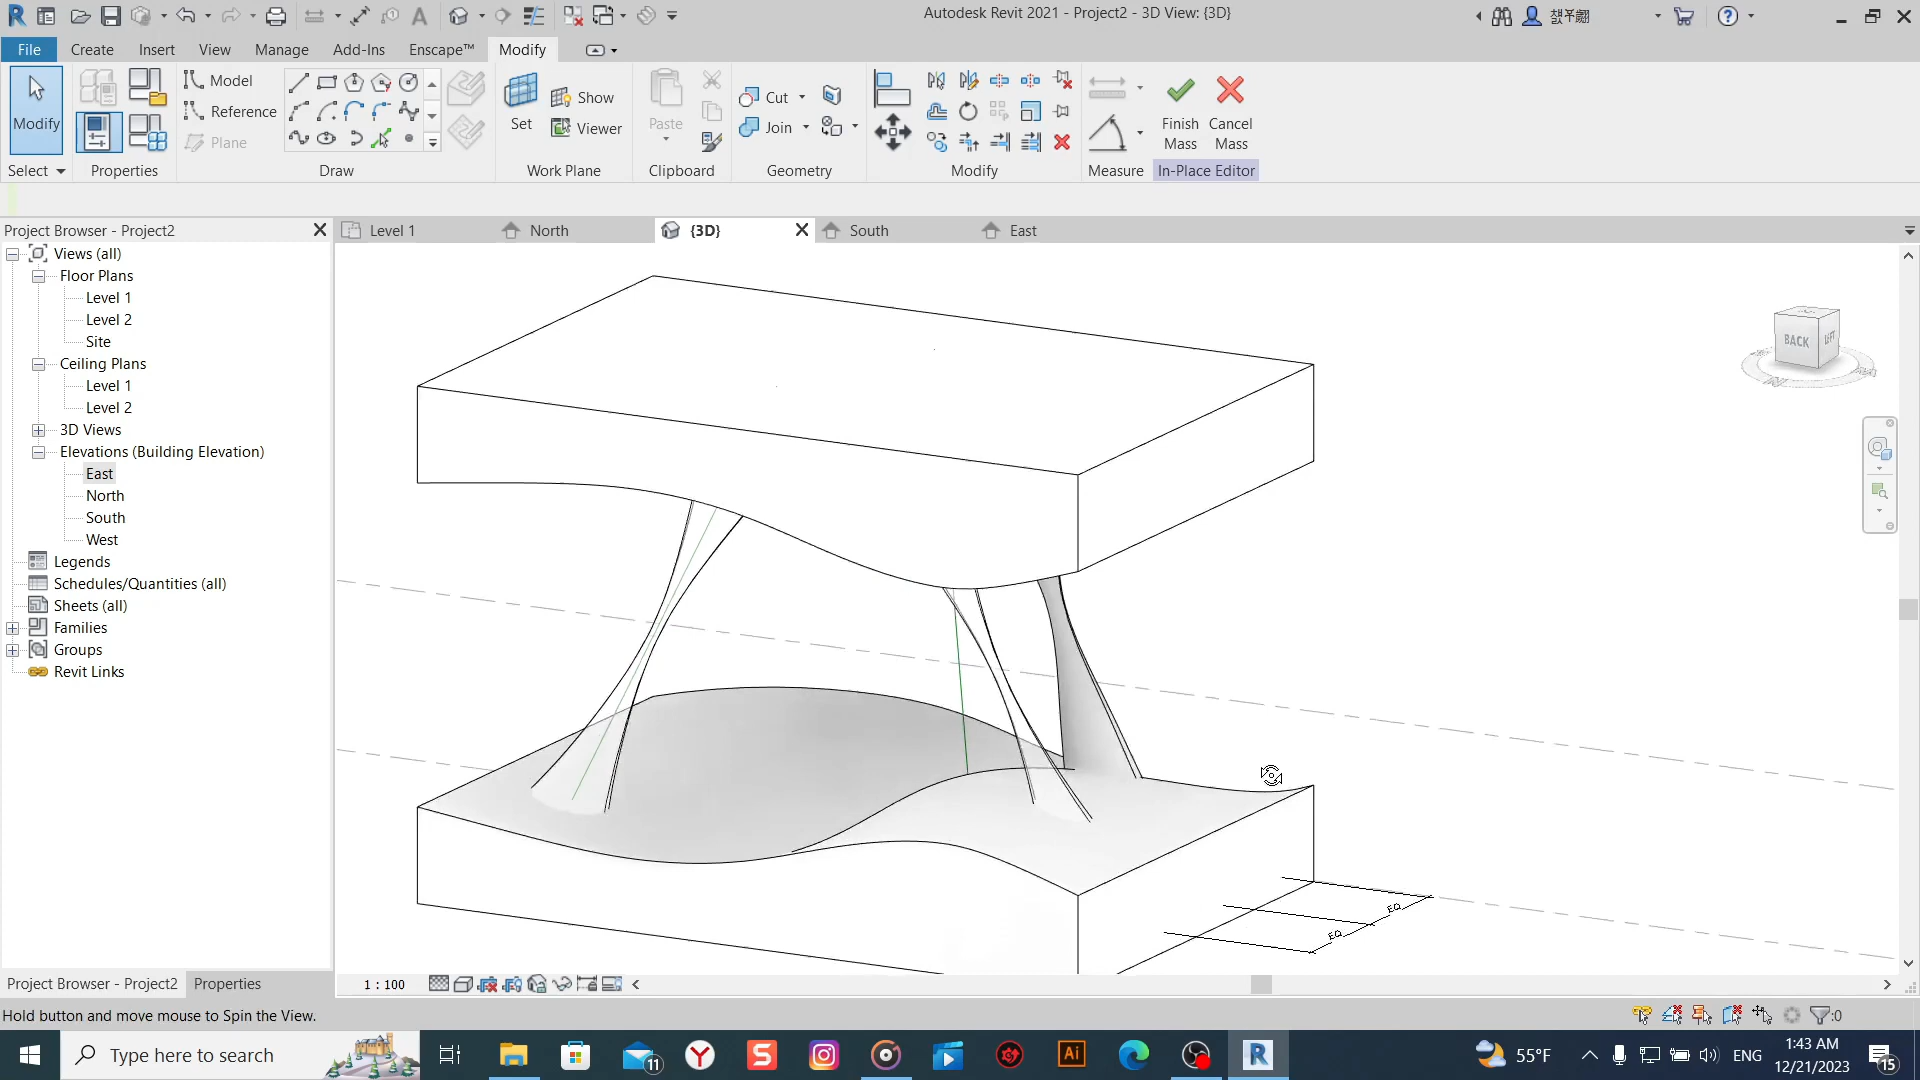 Autodesk Revit 2021 - Project2 - 3D View: {3D}
File Create Insert View Manage Add-Ins Enscape™ Modify
Modify
Model
Reference
Plane
Set
Show
Viewer
Paste
Cut
Join
Finish Mass
Cancel Mass
Select Properties Draw Work Plane Clipboard Geometry Modify Measure In-Place Editor
Project Browser - Project2
Level 1 North {3D} South East
Views (all)
Floor Plans
Level 1
Level 2
Site
Ceiling Plans
Level 1
Level 2
3D Views
Elevations (Building Elevation)
East
North
South
West
Legends
Schedules/Quantities (all)
Sheets (all)
Families
Groups
Revit Links
BACK
LEFT
EQ
EQ
Project Browser - Project2 Properties
1 : 100
Hold button and move mouse to Spin the View.
:0
Type here to search
11
Ai
55°F
ENG
1:43 AM
12/21/2023
15